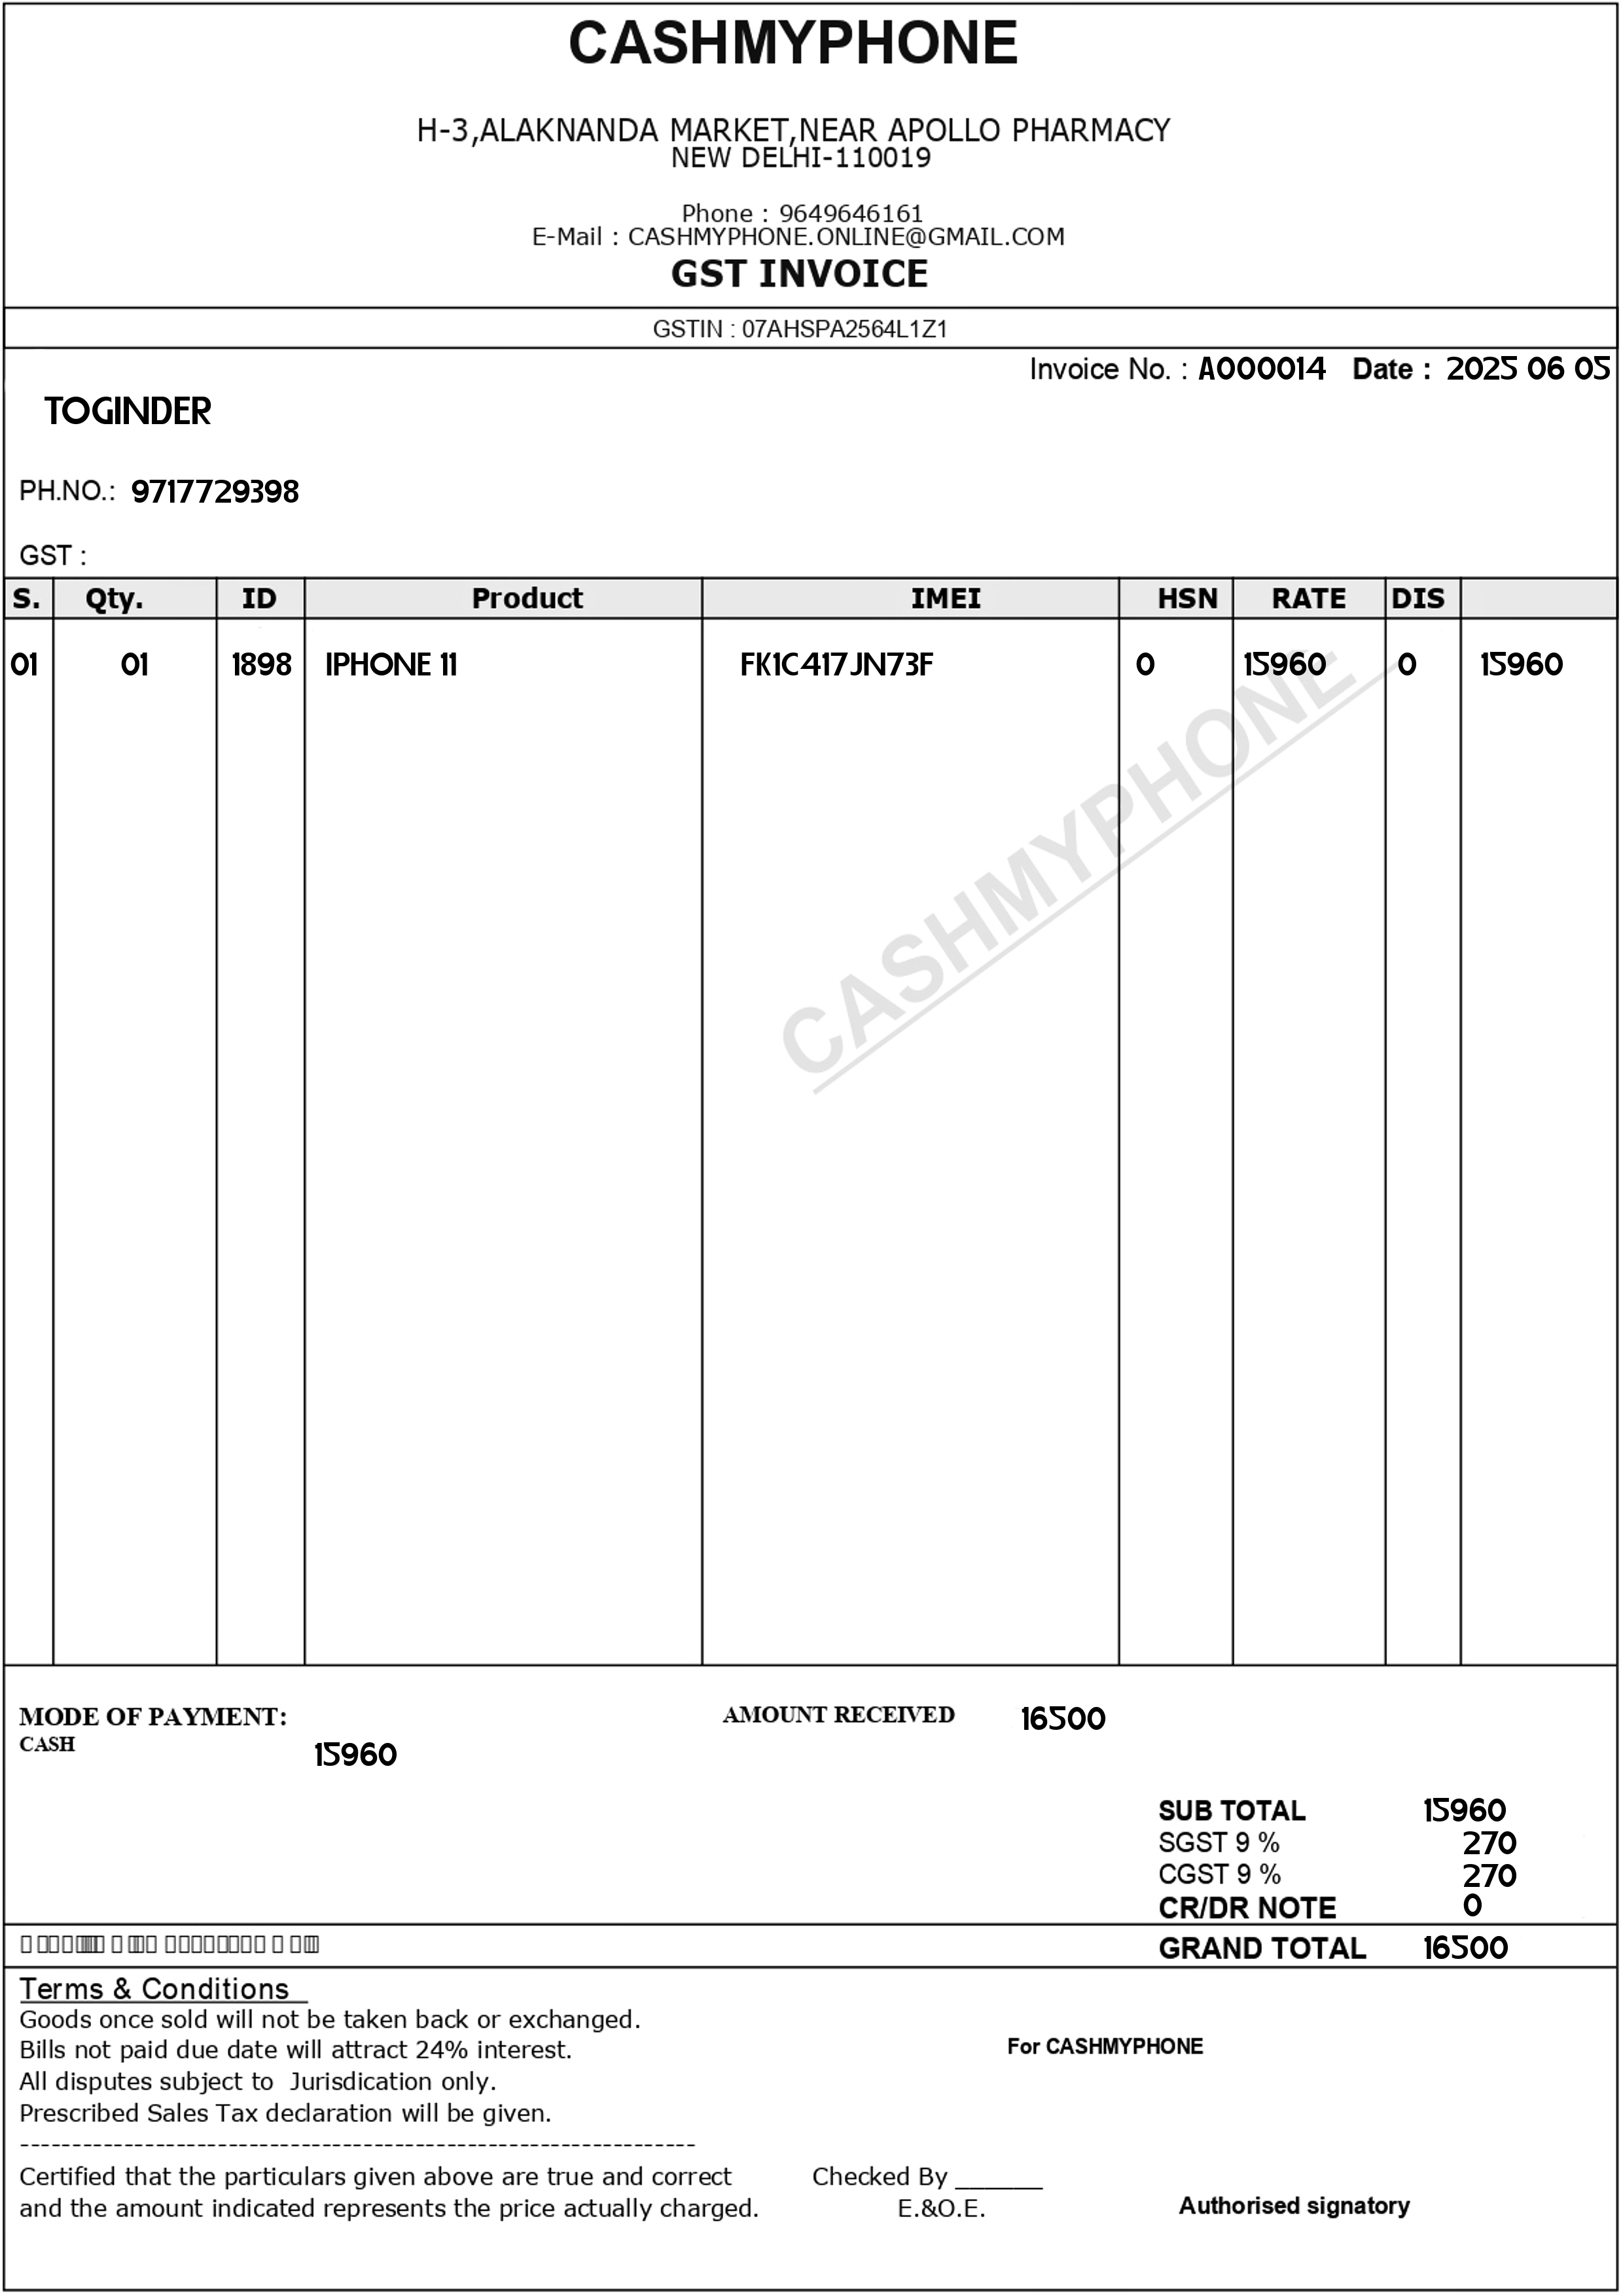 CASHMYPHONE
H-3,ALAKNANDA MARKET,NEAR APOLLO PHARMACY
NEW DELHI-110019
Phone : 9649646161
E-Mail : CASHMYPHONE.ONLINE@GMAIL.COM
GST INVOICE
GSTIN : 07AHSPA2564L1Z1
Invoice No. : A000014 Date : 2025 06 05
TOGINDER
PH.NO.: 9717729398
GST :
S. Qty. ID Product IMEI HSN RATE DIS
01 01 1898 IPHONE 11 FK1C417JN73F 0 15960 0 15960
CASHMYPHONE
MODE OF PAYMENT: AMOUNT RECEIVED 16500
CASH 15960
SUB TOTAL 15960
SGST 9 % 270
CGST 9 % 270
CR/DR NOTE 0
GRAND TOTAL 16500
Terms & Conditions
Goods once sold will not be taken back or exchanged.
Bills not paid due date will attract 24% interest.
For CASHMYPHONE
All disputes subject to Jurisdication only.
Prescribed Sales Tax declaration will be given.
-----------------------------------------------------------------
Certified that the particulars given above are true and correct Checked By ______
and the amount indicated represents the price actually charged. E.&O.E. Authorised signatory